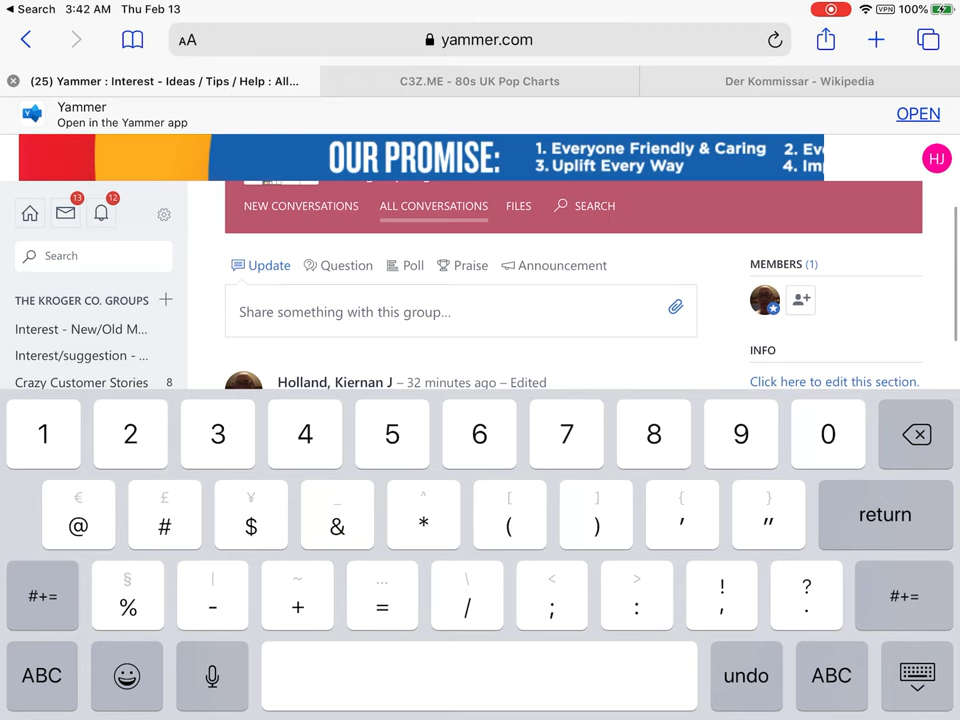 Search 3:42 AM Thu Feb 13 VPN 100%
AA yammer.com
(25) Yammer : Interest - Ideas / Tips / Help : All... C3Z.ME - 80s UK Pop Charts Der Kommissar - Wikipedia
Yammer
Open in the Yammer app
OPEN
OUR PROMISE: 1. Everyone Friendly & Caring 2. Ev
3. Uplift Every Way 4. Im
HJ
NEW CONVERSATIONS ALL CONVERSATIONS FILES SEARCH
13 12
Search
Update Question Poll Praise Announcement
MEMBERS (1)
THE KROGER CO. GROUPS +
Share something with this group...
Interest - New/Old M...
Interest/suggestion - ...
INFO
Crazy Customer Stories 8
Holland, Kiernan J – 32 minutes ago – Edited
Click here to edit this section.
1 2 3 4 5 6 7 8 9 0
€ £ ¥ _ ^ [ ] { }
@ # $ & * ( ) ' " return
§ | ~ … \ < > ! ?
#+= % - + = / ; : , . #+=
ABC undo ABC